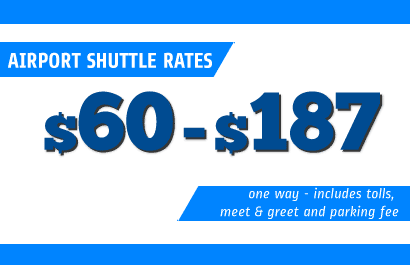 AIRPORT SHUTTLE RATES
$60-$187
one way - includes tolls,
meet & greet and parking fee